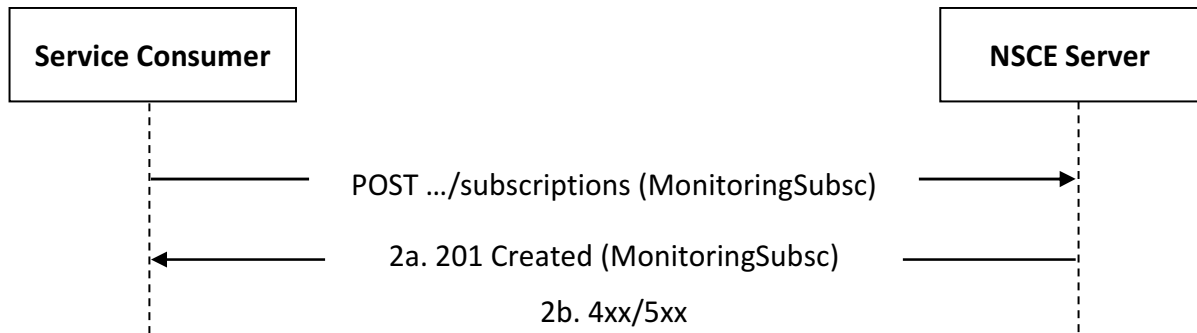 Service Consumer
NSCE Server
POST .../subscriptions (MonitoringSubsc)
2a. 201 Created (MonitoringSubsc)
2b. 4xx/5xx